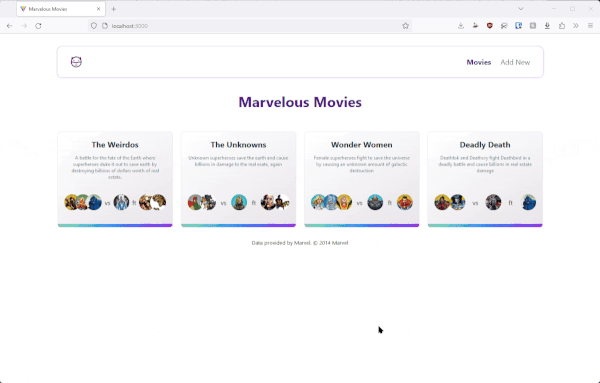 Marvelous Movies
localhost:3000
Movies Add New
Marvelous Movies
The Weirdos
A battle for the fate of the Earth where
superheroes duke it out to save earth by
destroying billions of dollars worth of real
estate.
vs ft
The Unknowns
Unknown superheroes save the earth and cause
billions in damage to the real esate, again
vs ft
Wonder Women
Female superheroes fight to save the universe
by causing an unknown amount of galactic
destruction
vs ft
Deadly Death
Deathlok and Deathcry fight Deathbird in a
deadly battle and cause billions in real estate
damage
vs ft
Data provided by Marvel. © 2014 Marvel